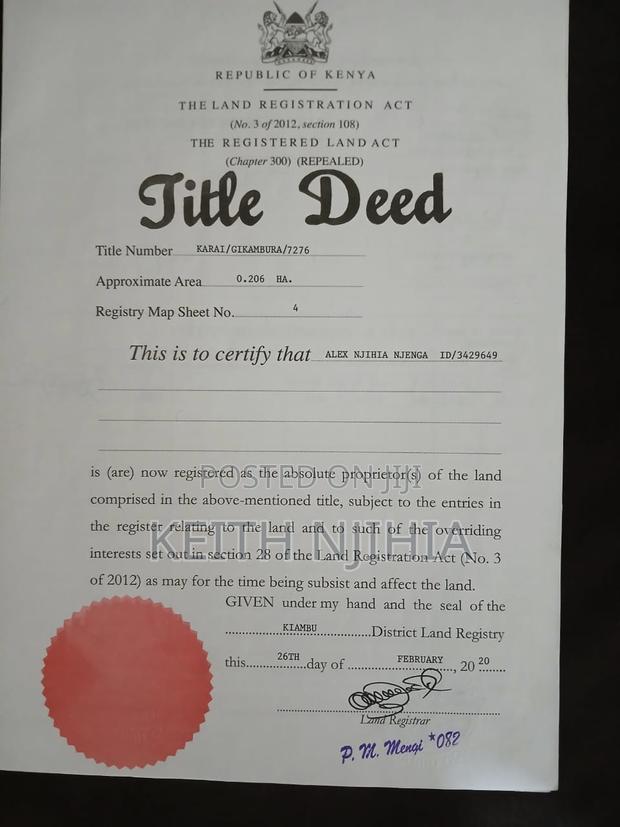 REPUBLIC OF KENYA
THE LAND REGISTRATION ACT
(No. 3 of 2012, section 108)
THE REGISTERED LAND ACT
(Chapter 300) (REPEALED)
Title Deed
Title Number KARAI/GIKAMBURA/7276
Approximate Area 0.206 HA.
Registry Map Sheet No. 4
This is to certify that ALEX NJIHIA NJENGA ID/3429649
is (are) now registered as the absolute proprietor(s) of the land
POSTED ON JIJI
comprised in the above-mentioned title, subject to the entries in
the register relating to the land and to such of the overriding
KEITH NJIHIA
interests set out in section 28 of the Land Registration Act (No. 3
of 2012) as may for the time being subsist and affect the land.
GIVEN under my hand and the seal of the
KIAMBU District Land Registry
this 26TH day of FEBRUARY, 20 20
Land Registrar
P. M. Mengi *082